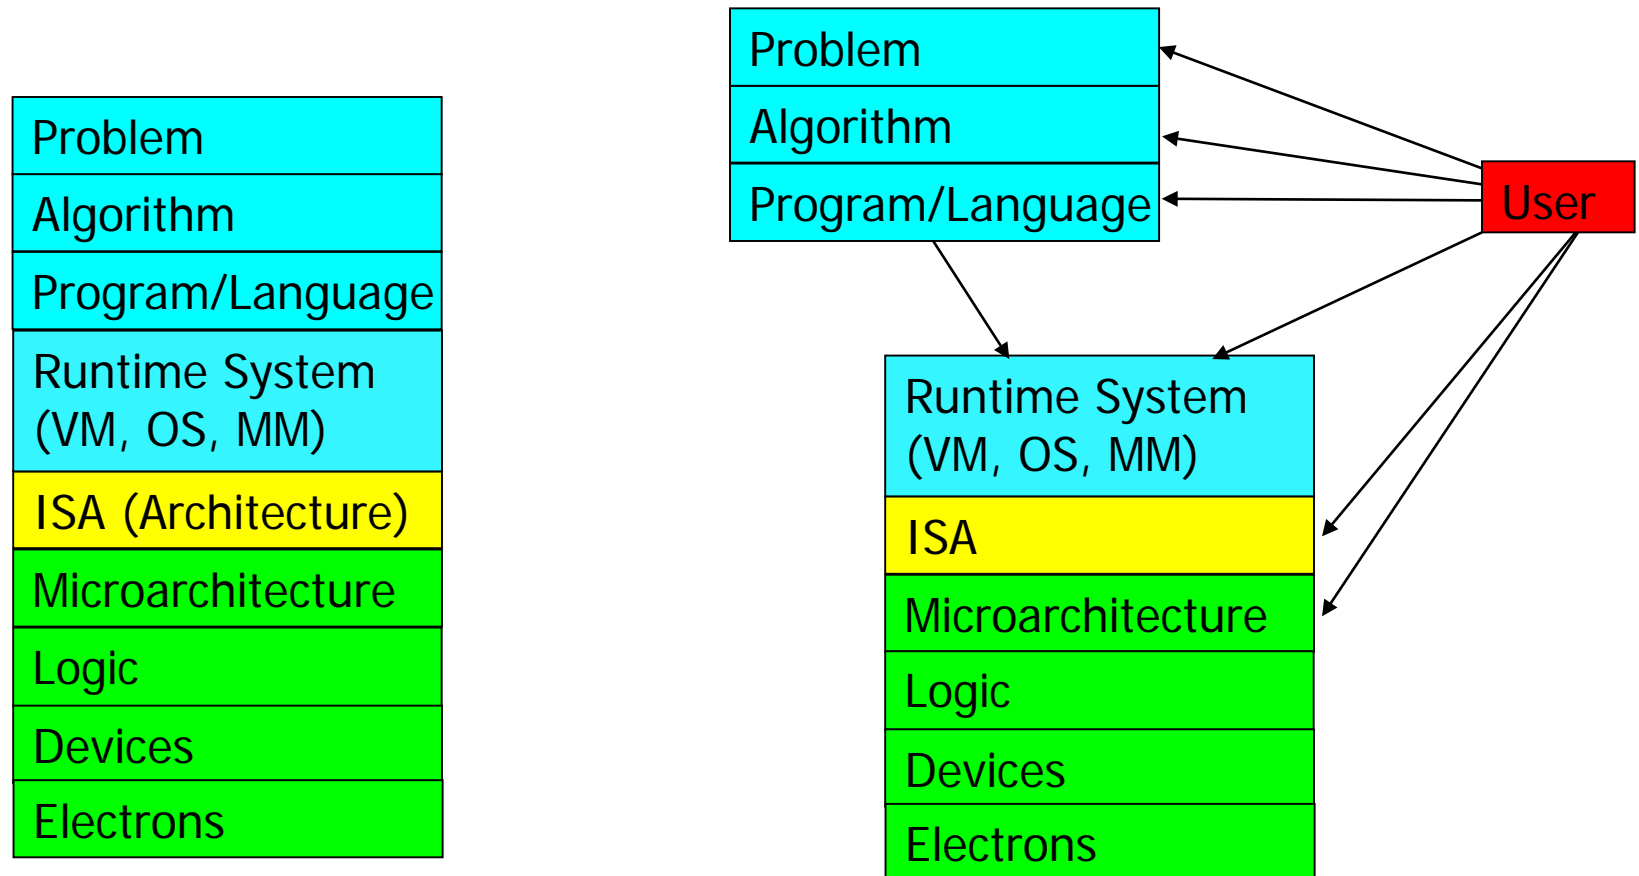 Problem
Algorithm
Program/Language
Runtime System
(VM, OS, MM)
ISA (Architecture)
Microarchitecture
Logic
Devices
Electrons
Problem
Algorithm
Program/Language
User
Runtime System
(VM, OS, MM)
ISA
Microarchitecture
Logic
Devices
Electrons